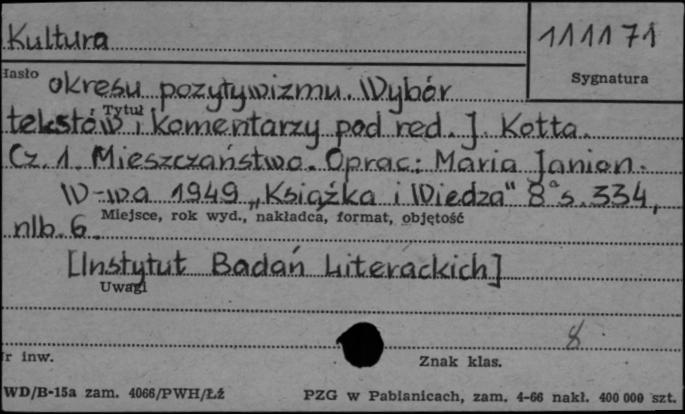 Kultura
111171
Hasło
Sygnatura
okresu pozytywizmu. Wybór
Tytuł
tekstów i komentarzy pod red. J. Kotta.
Cz. 1. Mieszczaństwo. Oprac.: Maria Janion.
W-wa 1949 „Książka i Wiedza" 8° s. 334,
Miejsce, rok wyd., nakładca, format, objętość
nlb. 6.
[Instytut Badań Literackich]
Uwagi
8
r inw.
Znak klas.
WD/B-15a zam. 4066/PWH/Łź
PZG w Pabianicach, zam. 4-66 nakł. 400 000 szt.